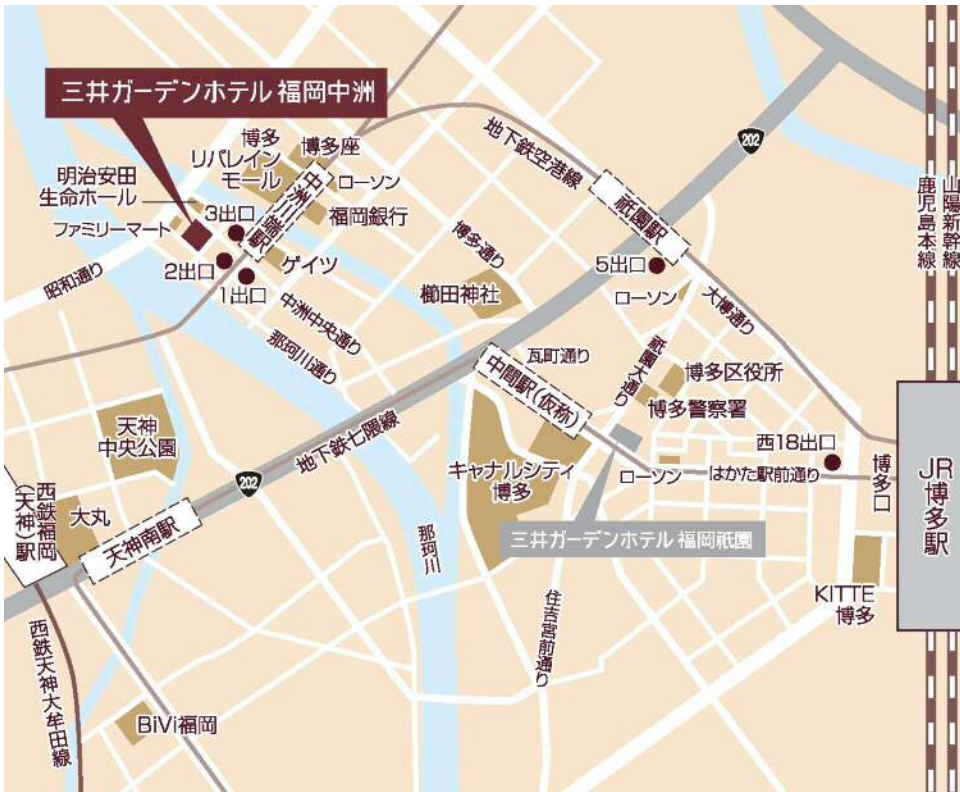 三井ガーデンホテル 福岡中洲
博多
リバレイン
モール
博多座
ローソン
福岡銀行
中洲川端駅
明治安田
生命ホール
ファミリーマート
3出口
2出口
1出口
ゲイツ
昭和通り
中洲中央通り
那珂川通り
博多通り
櫛田神社
地下鉄空港線
祇園駅
5出口
ローソン
大博通り
202
鹿児島本線
山陽新幹線
瓦町通り
祇園大通り
中間駅(仮称)
博多区役所
博多警察署
西18出口
はかた駅前通り
ローソン
博多口
JR博多駅
キャナルシティ
博多
三井ガーデンホテル 福岡祇園
KITTE
博多
住吉宮前通り
那珂川
地下鉄七隈線
202
天神
中央公園
大丸
西鉄福岡
(天神)駅
天神南駅
西鉄天神大牟田線
BiVi福岡